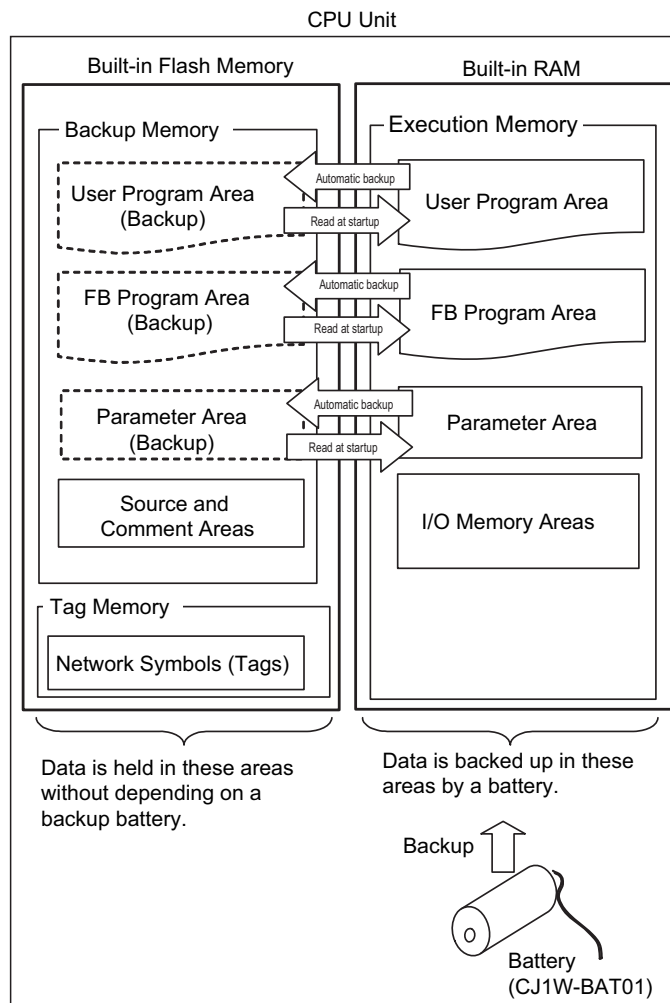 CPU Unit
Built-in Flash Memory
Built-in RAM
Backup Memory
Execution Memory
User Program Area
(Backup)
Automatic backup
Read at startup
User Program Area
FB Program Area
(Backup)
Automatic backup
Read at startup
FB Program Area
Parameter Area
(Backup)
Automatic backup
Read at startup
Parameter Area
Source and
Comment Areas
I/O Memory Areas
Tag Memory
Network Symbols (Tags)
Data is held in these areas
without depending on a
backup battery.
Data is backed up in these
areas by a battery.
Backup
Battery
(CJ1W-BAT01)